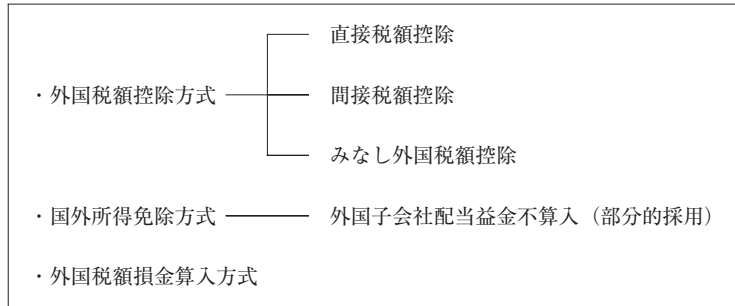 直接税額控除
・外国税額控除方式 間接税額控除
みなし外国税額控除
・国外所得免除方式 外国子会社配当益金不算入（部分的採用）
・外国税額損金算入方式